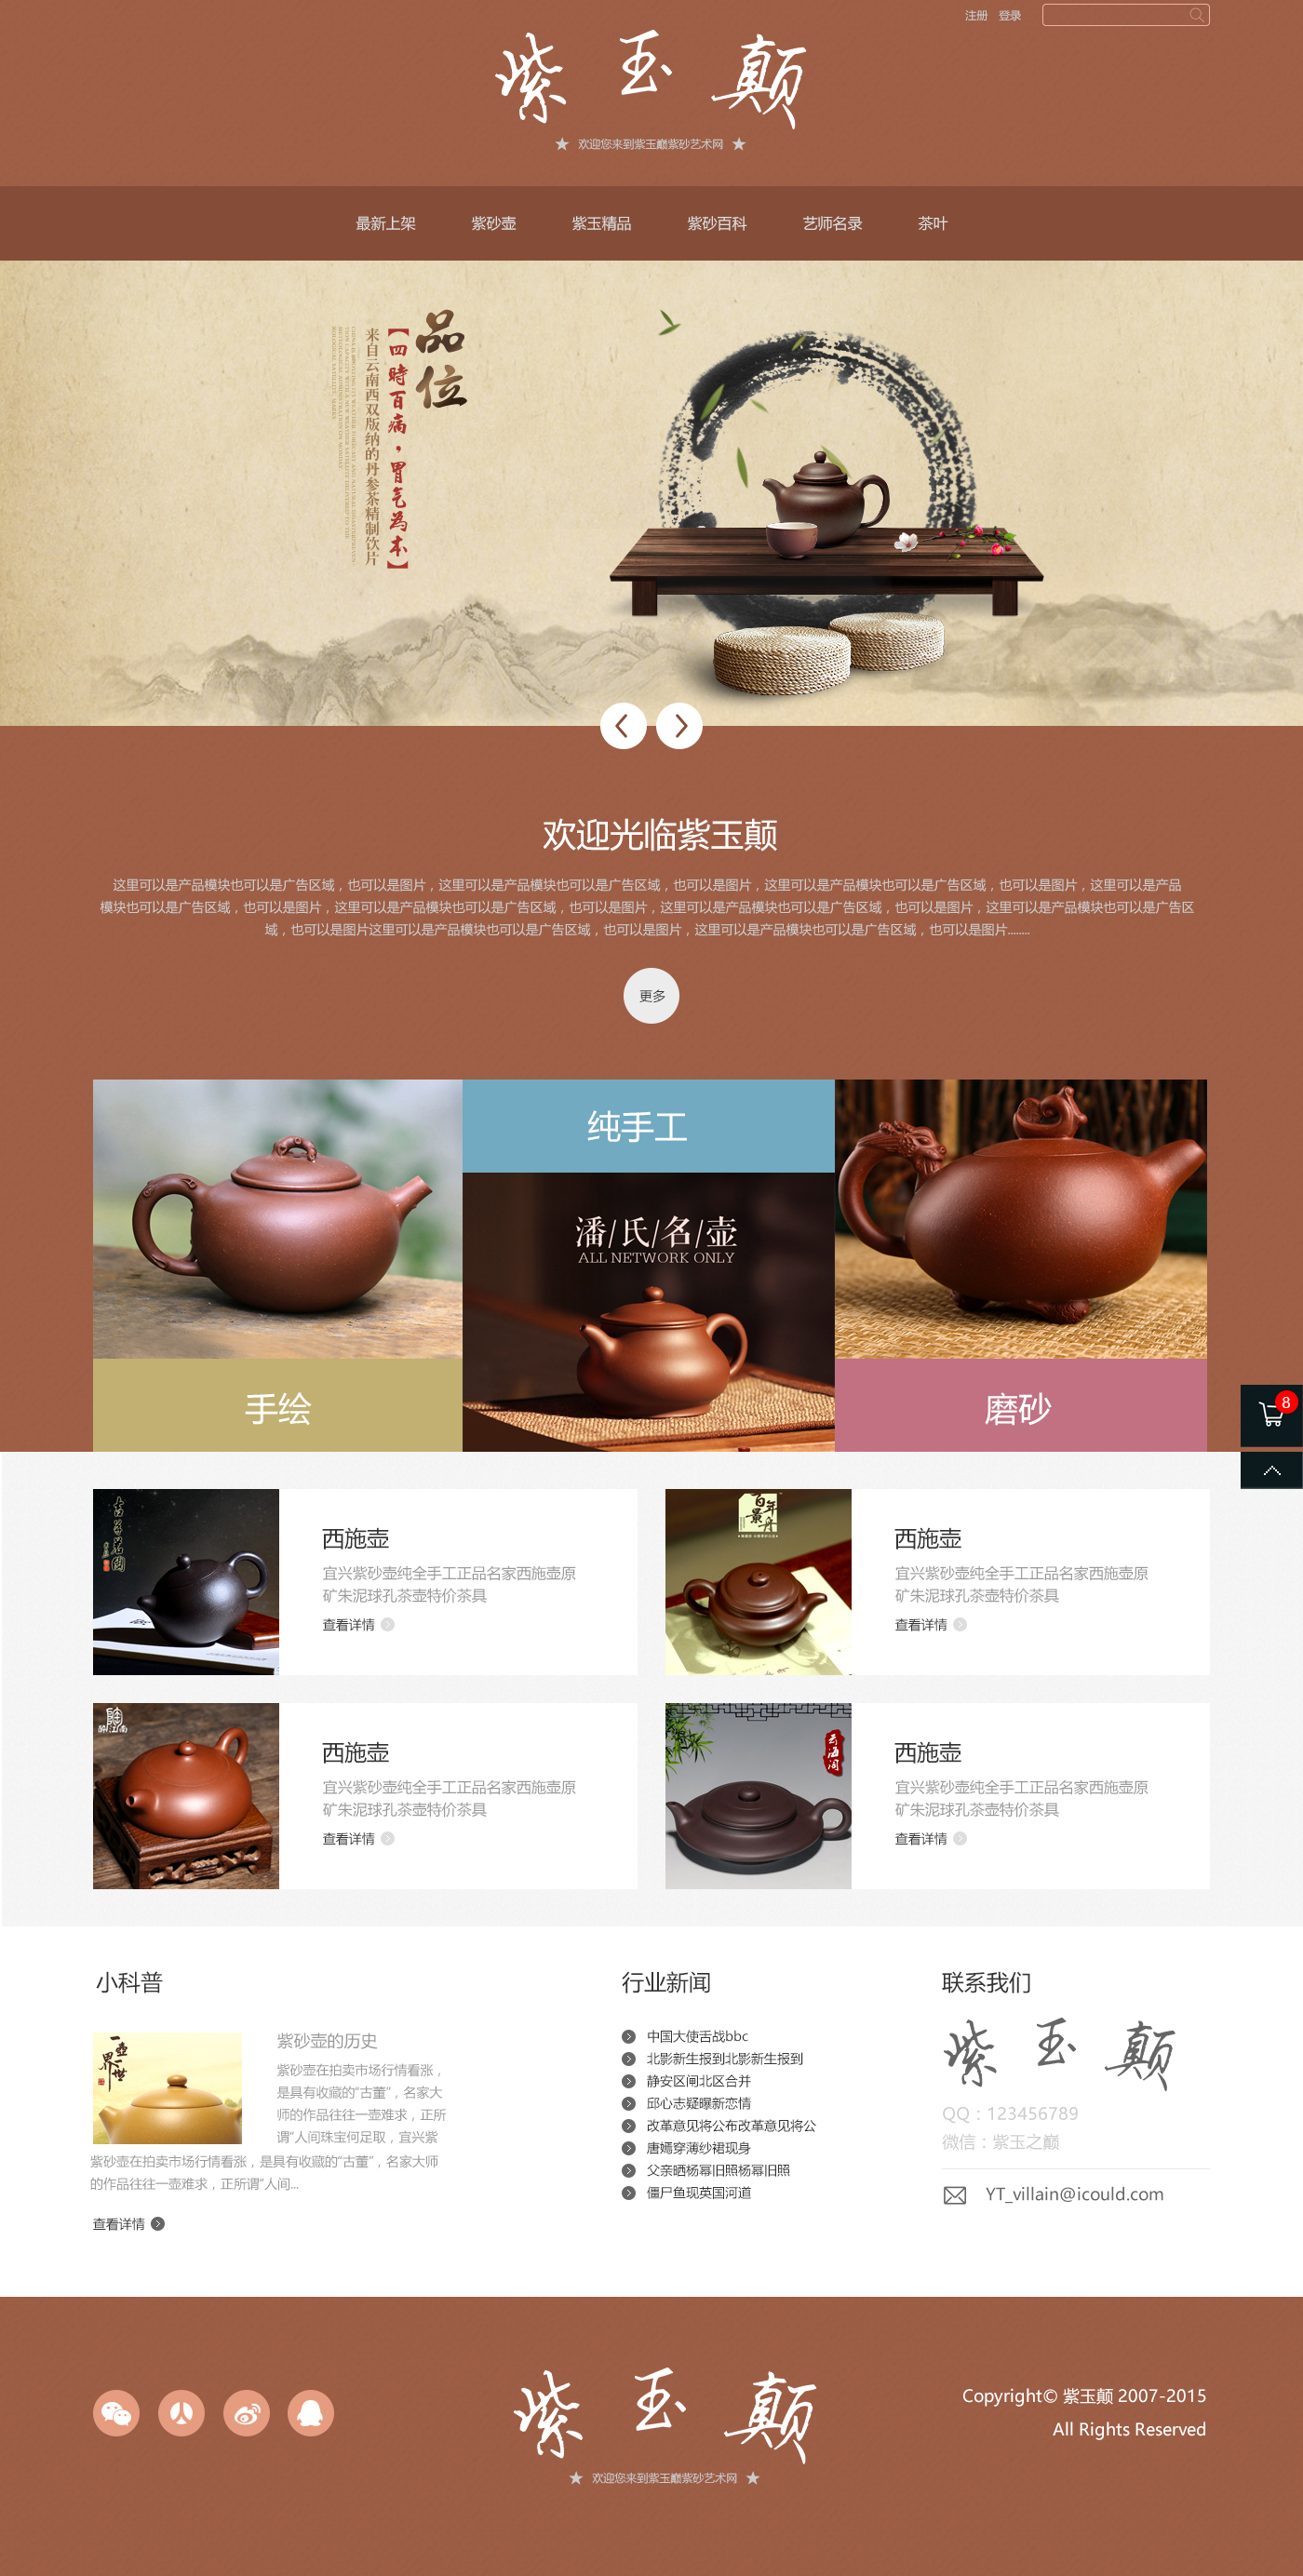 注册 登录
紫玉颠
★ 欢迎您来到紫玉巅紫砂艺术网 ★
最新上架 紫砂壶 紫玉精品 紫砂百科 艺师名录 茶叶
品位
【四時百病，胃气為本】
来自云南西双版纳的丹参茶精制饮片
欢迎光临紫玉颠
这里可以是产品模块也可以是广告区域，也可以是图片，这里可以是产品模块也可以是广告区域，也可以是图片，这里可以是产品模块也可以是广告区域，也可以是图片，这里可以是产品
模块也可以是广告区域，也可以是图片，这里可以是产品模块也可以是广告区域，也可以是图片，这里可以是产品模块也可以是广告区域，也可以是图片，这里可以是产品模块也可以是广告区
域，也可以是图片这里可以是产品模块也可以是广告区域，也可以是图片，这里可以是产品模块也可以是广告区域，也可以是图片........
更多
纯手工
潘/氏/名/壶
ALL NETWORK ONLY
手绘
磨砂
8
西施壶
宜兴紫砂壶纯全手工正品名家西施壶原
矿朱泥球孔茶壶特价茶具
查看详情
百年景舟
西施壶
宜兴紫砂壶纯全手工正品名家西施壶原
矿朱泥球孔茶壶特价茶具
查看详情
西施壶
宜兴紫砂壶纯全手工正品名家西施壶原
矿朱泥球孔茶壶特价茶具
查看详情
云海阁
西施壶
宜兴紫砂壶纯全手工正品名家西施壶原
矿朱泥球孔茶壶特价茶具
查看详情
小科普
一壶一世界
紫砂壶的历史
紫砂壶在拍卖市场行情看涨，
是具有收藏的“古董”，名家大
师的作品往往一壶难求，正所
谓“人间珠宝何足取，宜兴紫
紫砂壶在拍卖市场行情看涨，是具有收藏的“古董”，名家大师
的作品往往一壶难求，正所谓“人间...
查看详情
行业新闻
中国大使舌战bbc
北影新生报到北影新生报到
静安区闸北区合并
邱心志疑曝新恋情
改革意见将公布改革意见将公
唐嫣穿薄纱裙现身
父亲晒杨幂旧照杨幂旧照
僵尸鱼现英国河道
联系我们
紫玉颠
QQ：123456789
微信：紫玉之巅
YT_villain@icould.com
紫玉颠
★ 欢迎您来到紫玉巅紫砂艺术网 ★
Copyright© 紫玉颠 2007-2015
All Rights Reserved